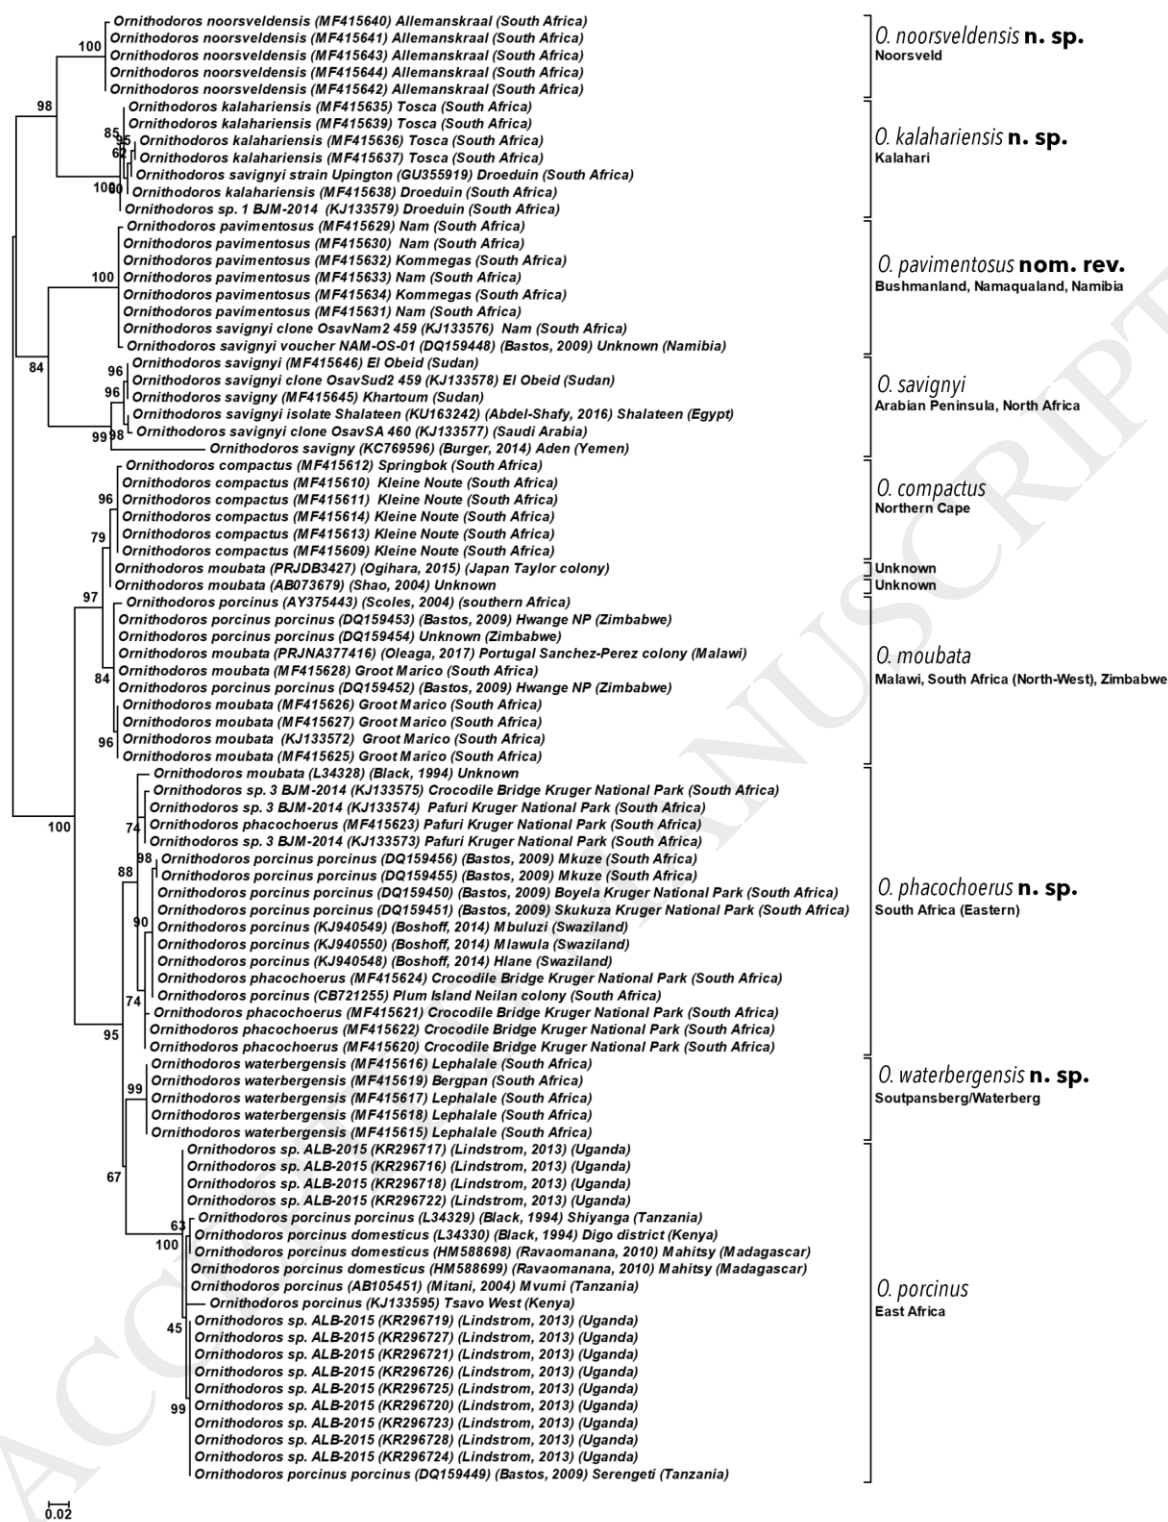 Ornithodoros noorsveldensis (MF415640) Allemanskraal (South Africa)
Ornithodoros noorsveldensis (MF415641) Allemanskraal (South Africa)
O. noorsveldensis n. sp.
100
Ornithodoros noorsveldensis (MF415643) Allemanskraal (South Africa)
Noorsveld
Ornithodoros noorsveldensis (MF415644) Allemanskraal (South Africa)
Ornithodoros noorsveldensis (MF415642) Allemanskraal (South Africa)
98
Ornithodoros kalahariensis (MF415635) Tosca (South Africa)
Ornithodoros kalahariensis (MF415639) Tosca (South Africa)
85
95
Ornithodoros kalahariensis (MF415636) Tosca (South Africa)
O. kalahariensis n. sp.
62
Ornithodoros kalahariensis (MF415637) Tosca (South Africa)
Kalahari
Ornithodoros savignyi strain Upington (GU355919) Droeduin (South Africa)
100
Ornithodoros kalahariensis (MF415638) Droeduin (South Africa)
Ornithodoros sp. 1 BJM-2014 (KJ133579) Droeduin (South Africa)
Ornithodoros pavimentosus (MF415629) Nam (South Africa)
Ornithodoros pavimentosus (MF415630) Nam (South Africa)
Ornithodoros pavimentosus (MF415632) Kommegas (South Africa)
O. pavimentosus nom. rev.
100
Ornithodoros pavimentosus (MF415633) Nam (South Africa)
Bushmanland, Namaqualand, Namibia
Ornithodoros pavimentosus (MF415634) Kommegas (South Africa)
Ornithodoros pavimentosus (MF415631) Nam (South Africa)
Ornithodoros savignyi clone OsavNam2 459 (KJ133576) Nam (South Africa)
Ornithodoros savignyi voucher NAM-OS-01 (DQ159448) (Bastos, 2009) Unknown (Namibia)
84
Ornithodoros savignyi (MF415646) El Obeid (Sudan)
96
Ornithodoros savignyi clone OsavSud2 459 (KJ133578) El Obeid (Sudan)
O. savignyi
96
Ornithodoros savigny (MF415645) Khartoum (Sudan)
Arabian Peninsula, North Africa
Ornithodoros savignyi isolate Shalateen (KU163242) (Abdel-Shafy, 2016) Shalateen (Egypt)
99
98
Ornithodoros savignyi clone OsavSA 460 (KJ133577) (Saudi Arabia)
Ornithodoros savigny (KC769596) (Burger, 2014) Aden (Yemen)
Ornithodoros compactus (MF415612) Springbok (South Africa)
Ornithodoros compactus (MF415610) Kleine Noute (South Africa)
O. compactus
96
Ornithodoros compactus (MF415611) Kleine Noute (South Africa)
Northern Cape
Ornithodoros compactus (MF415614) Kleine Noute (South Africa)
79
Ornithodoros compactus (MF415613) Kleine Noute (South Africa)
Ornithodoros compactus (MF415609) Kleine Noute (South Africa)
Ornithodoros moubata (PRJDB3427) (Ogihara, 2015) (Japan Taylor colony)
Unknown
Ornithodoros moubata (AB073679) (Shao, 2004) Unknown
Unknown
97
Ornithodoros porcinus (AY375443) (Scoles, 2004) (southern Africa)
Ornithodoros porcinus porcinus (DQ159453) (Bastos, 2009) Hwange NP (Zimbabwe)
Ornithodoros porcinus porcinus (DQ159454) Unknown (Zimbabwe)
Ornithodoros moubata (PRJNA377416) (Oleaga, 2017) Portugal Sanchez-Perez colony (Malawi)
O. moubata
84
Ornithodoros moubata (MF415628) Groot Marico (South Africa)
Malawi, South Africa (North-West), Zimbabwe
Ornithodoros porcinus porcinus (DQ159452) (Bastos, 2009) Hwange NP (Zimbabwe)
Ornithodoros moubata (MF415626) Groot Marico (South Africa)
Ornithodoros moubata (MF415627) Groot Marico (South Africa)
96
Ornithodoros moubata (KJ133572) Groot Marico (South Africa)
Ornithodoros moubata (MF415625) Groot Marico (South Africa)
Ornithodoros moubata (L34328) (Black, 1994) Unknown
Ornithodoros sp. 3 BJM-2014 (KJ133575) Crocodile Bridge Kruger National Park (South Africa)
Ornithodoros sp. 3 BJM-2014 (KJ133574) Pafuri Kruger National Park (South Africa)
100
74
Ornithodoros phacochoerus (MF415623) Pafuri Kruger National Park (South Africa)
Ornithodoros sp. 3 BJM-2014 (KJ133573) Pafuri Kruger National Park (South Africa)
98
Ornithodoros porcinus porcinus (DQ159456) (Bastos, 2009) Mkuze (South Africa)
88
Ornithodoros porcinus porcinus (DQ159455) (Bastos, 2009) Mkuze (South Africa)
Ornithodoros porcinus porcinus (DQ159450) (Bastos, 2009) Boyela Kruger National Park (South Africa)
O. phacochoerus n. sp.
90
Ornithodoros porcinus porcinus (DQ159451) (Bastos, 2009) Skukuza Kruger National Park (South Africa)
South Africa (Eastern)
Ornithodoros porcinus (KJ940549) (Boshoff, 2014) Mbuluzi (Swaziland)
Ornithodoros porcinus (KJ940550) (Boshoff, 2014) Mlawula (Swaziland)
Ornithodoros porcinus (KJ940548) (Boshoff, 2014) Hlane (Swaziland)
Ornithodoros phacochoerus (MF415624) Crocodile Bridge Kruger National Park (South Africa)
74
Ornithodoros porcinus (CB721255) Plum Island Neilan colony (South Africa)
Ornithodoros phacochoerus (MF415621) Crocodile Bridge Kruger National Park (South Africa)
95
Ornithodoros phacochoerus (MF415622) Crocodile Bridge Kruger National Park (South Africa)
Ornithodoros phacochoerus (MF415620) Crocodile Bridge Kruger National Park (South Africa)
Ornithodoros waterbergensis (MF415616) Lephalale (South Africa)
O. waterbergensis n. sp.
99
Ornithodoros waterbergensis (MF415619) Bergpan (South Africa)
Soutpansberg/Waterberg
Ornithodoros waterbergensis (MF415617) Lephalale (South Africa)
Ornithodoros waterbergensis (MF415618) Lephalale (South Africa)
Ornithodoros waterbergensis (MF415615) Lephalale (South Africa)
Ornithodoros sp. ALB-2015 (KR296717) (Lindstrom, 2013) (Uganda)
Ornithodoros sp. ALB-2015 (KR296716) (Lindstrom, 2013) (Uganda)
67
Ornithodoros sp. ALB-2015 (KR296718) (Lindstrom, 2013) (Uganda)
Ornithodoros sp. ALB-2015 (KR296722) (Lindstrom, 2013) (Uganda)
63
Ornithodoros porcinus porcinus (L34329) (Black, 1994) Shiyanga (Tanzania)
100
Ornithodoros porcinus domesticus (L34330) (Black, 1994) Digo district (Kenya)
Ornithodoros porcinus domesticus (HM588698) (Ravaomanana, 2010) Mahitsy (Madagascar)
Ornithodoros porcinus domesticus (HM588699) (Ravaomanana, 2010) Mahitsy (Madagascar)
O. porcinus
Ornithodoros porcinus (AB105451) (Mitani, 2004) Mvumi (Tanzania)
East Africa
Ornithodoros porcinus (KJ133595) Tsavo West (Kenya)
45
Ornithodoros sp. ALB-2015 (KR296719) (Lindstrom, 2013) (Uganda)
Ornithodoros sp. ALB-2015 (KR296727) (Lindstrom, 2013) (Uganda)
Ornithodoros sp. ALB-2015 (KR296721) (Lindstrom, 2013) (Uganda)
Ornithodoros sp. ALB-2015 (KR296726) (Lindstrom, 2013) (Uganda)
Ornithodoros sp. ALB-2015 (KR296725) (Lindstrom, 2013) (Uganda)
99
Ornithodoros sp. ALB-2015 (KR296720) (Lindstrom, 2013) (Uganda)
Ornithodoros sp. ALB-2015 (KR296723) (Lindstrom, 2013) (Uganda)
Ornithodoros sp. ALB-2015 (KR296728) (Lindstrom, 2013) (Uganda)
Ornithodoros sp. ALB-2015 (KR296724) (Lindstrom, 2013) (Uganda)
Ornithodoros porcinus porcinus (DQ159449) (Bastos, 2009) Serengeti (Tanzania)
0.02
ACCEPTED MANUSCRIPT